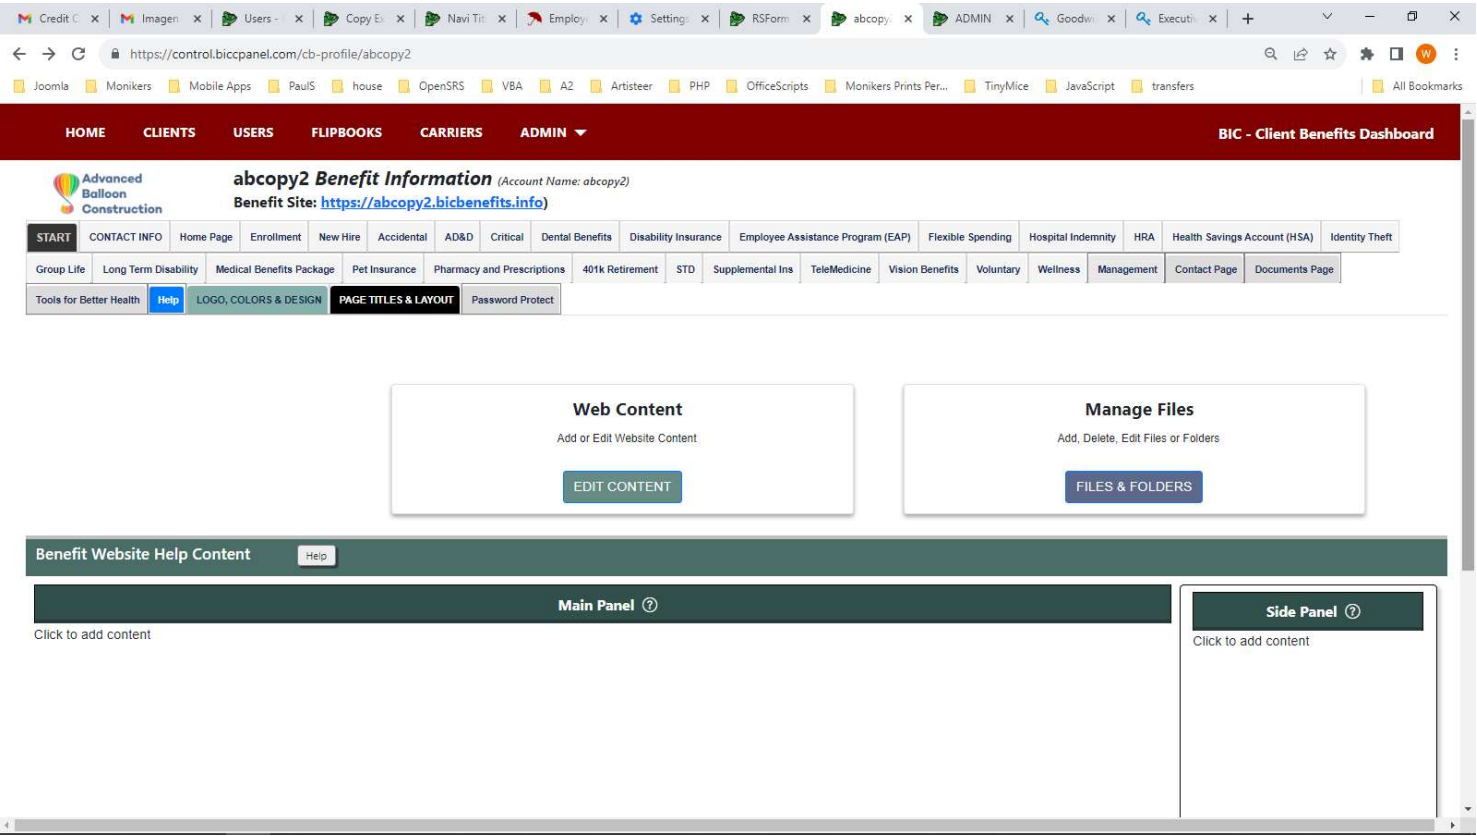 Credit C Imagen Users - Copy Ex Navi Tit Employ Settings RSForm abcopy2 ADMIN Goodwi Executiv
https://control.biccpanel.com/cb-profile/abcopy2 W
Joomla Monikers Mobile Apps PaulS house OpenSRS VBA A2 Artisteer PHP OfficeScripts Monikers Prints Per... TinyMice JavaScript transfers All Bookmarks
HOME CLIENTS USERS FLIPBOOKS CARRIERS ADMIN BIC - Client Benefits Dashboard
Advanced
Balloon
Construction
abcopy2 Benefit Information (Account Name: abcopy2)
Benefit Site: https://abcopy2.bicbenefits.info)
START CONTACT INFO Home Page Enrollment New Hire Accidental AD&D Critical Dental Benefits Disability Insurance Employee Assistance Program (EAP) Flexible Spending Hospital Indemnity HRA Health Savings Account (HSA) Identity Theft
Group Life Long Term Disability Medical Benefits Package Pet Insurance Pharmacy and Prescriptions 401k Retirement STD Supplemental Ins TeleMedicine Vision Benefits Voluntary Wellness Management Contact Page Documents Page
Tools for Better Health Help LOGO, COLORS & DESIGN PAGE TITLES & LAYOUT Password Protect
Web Content
Add or Edit Website Content
EDIT CONTENT
Manage Files
Add, Delete, Edit Files or Folders
FILES & FOLDERS
Benefit Website Help Content Help
Main Panel ?
Click to add content
Side Panel ?
Click to add content